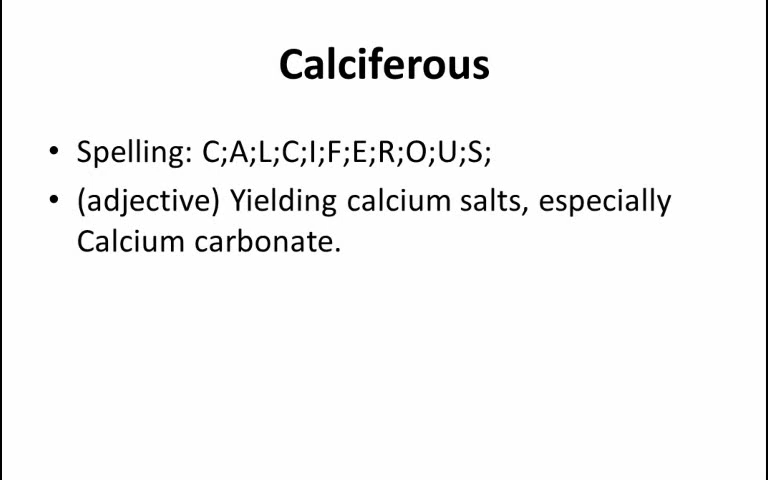 Calciferous
• Spelling: C;A;L;C;I;F;E;R;O;U;S;
• (adjective) Yielding calcium salts, especially
Calcium carbonate.